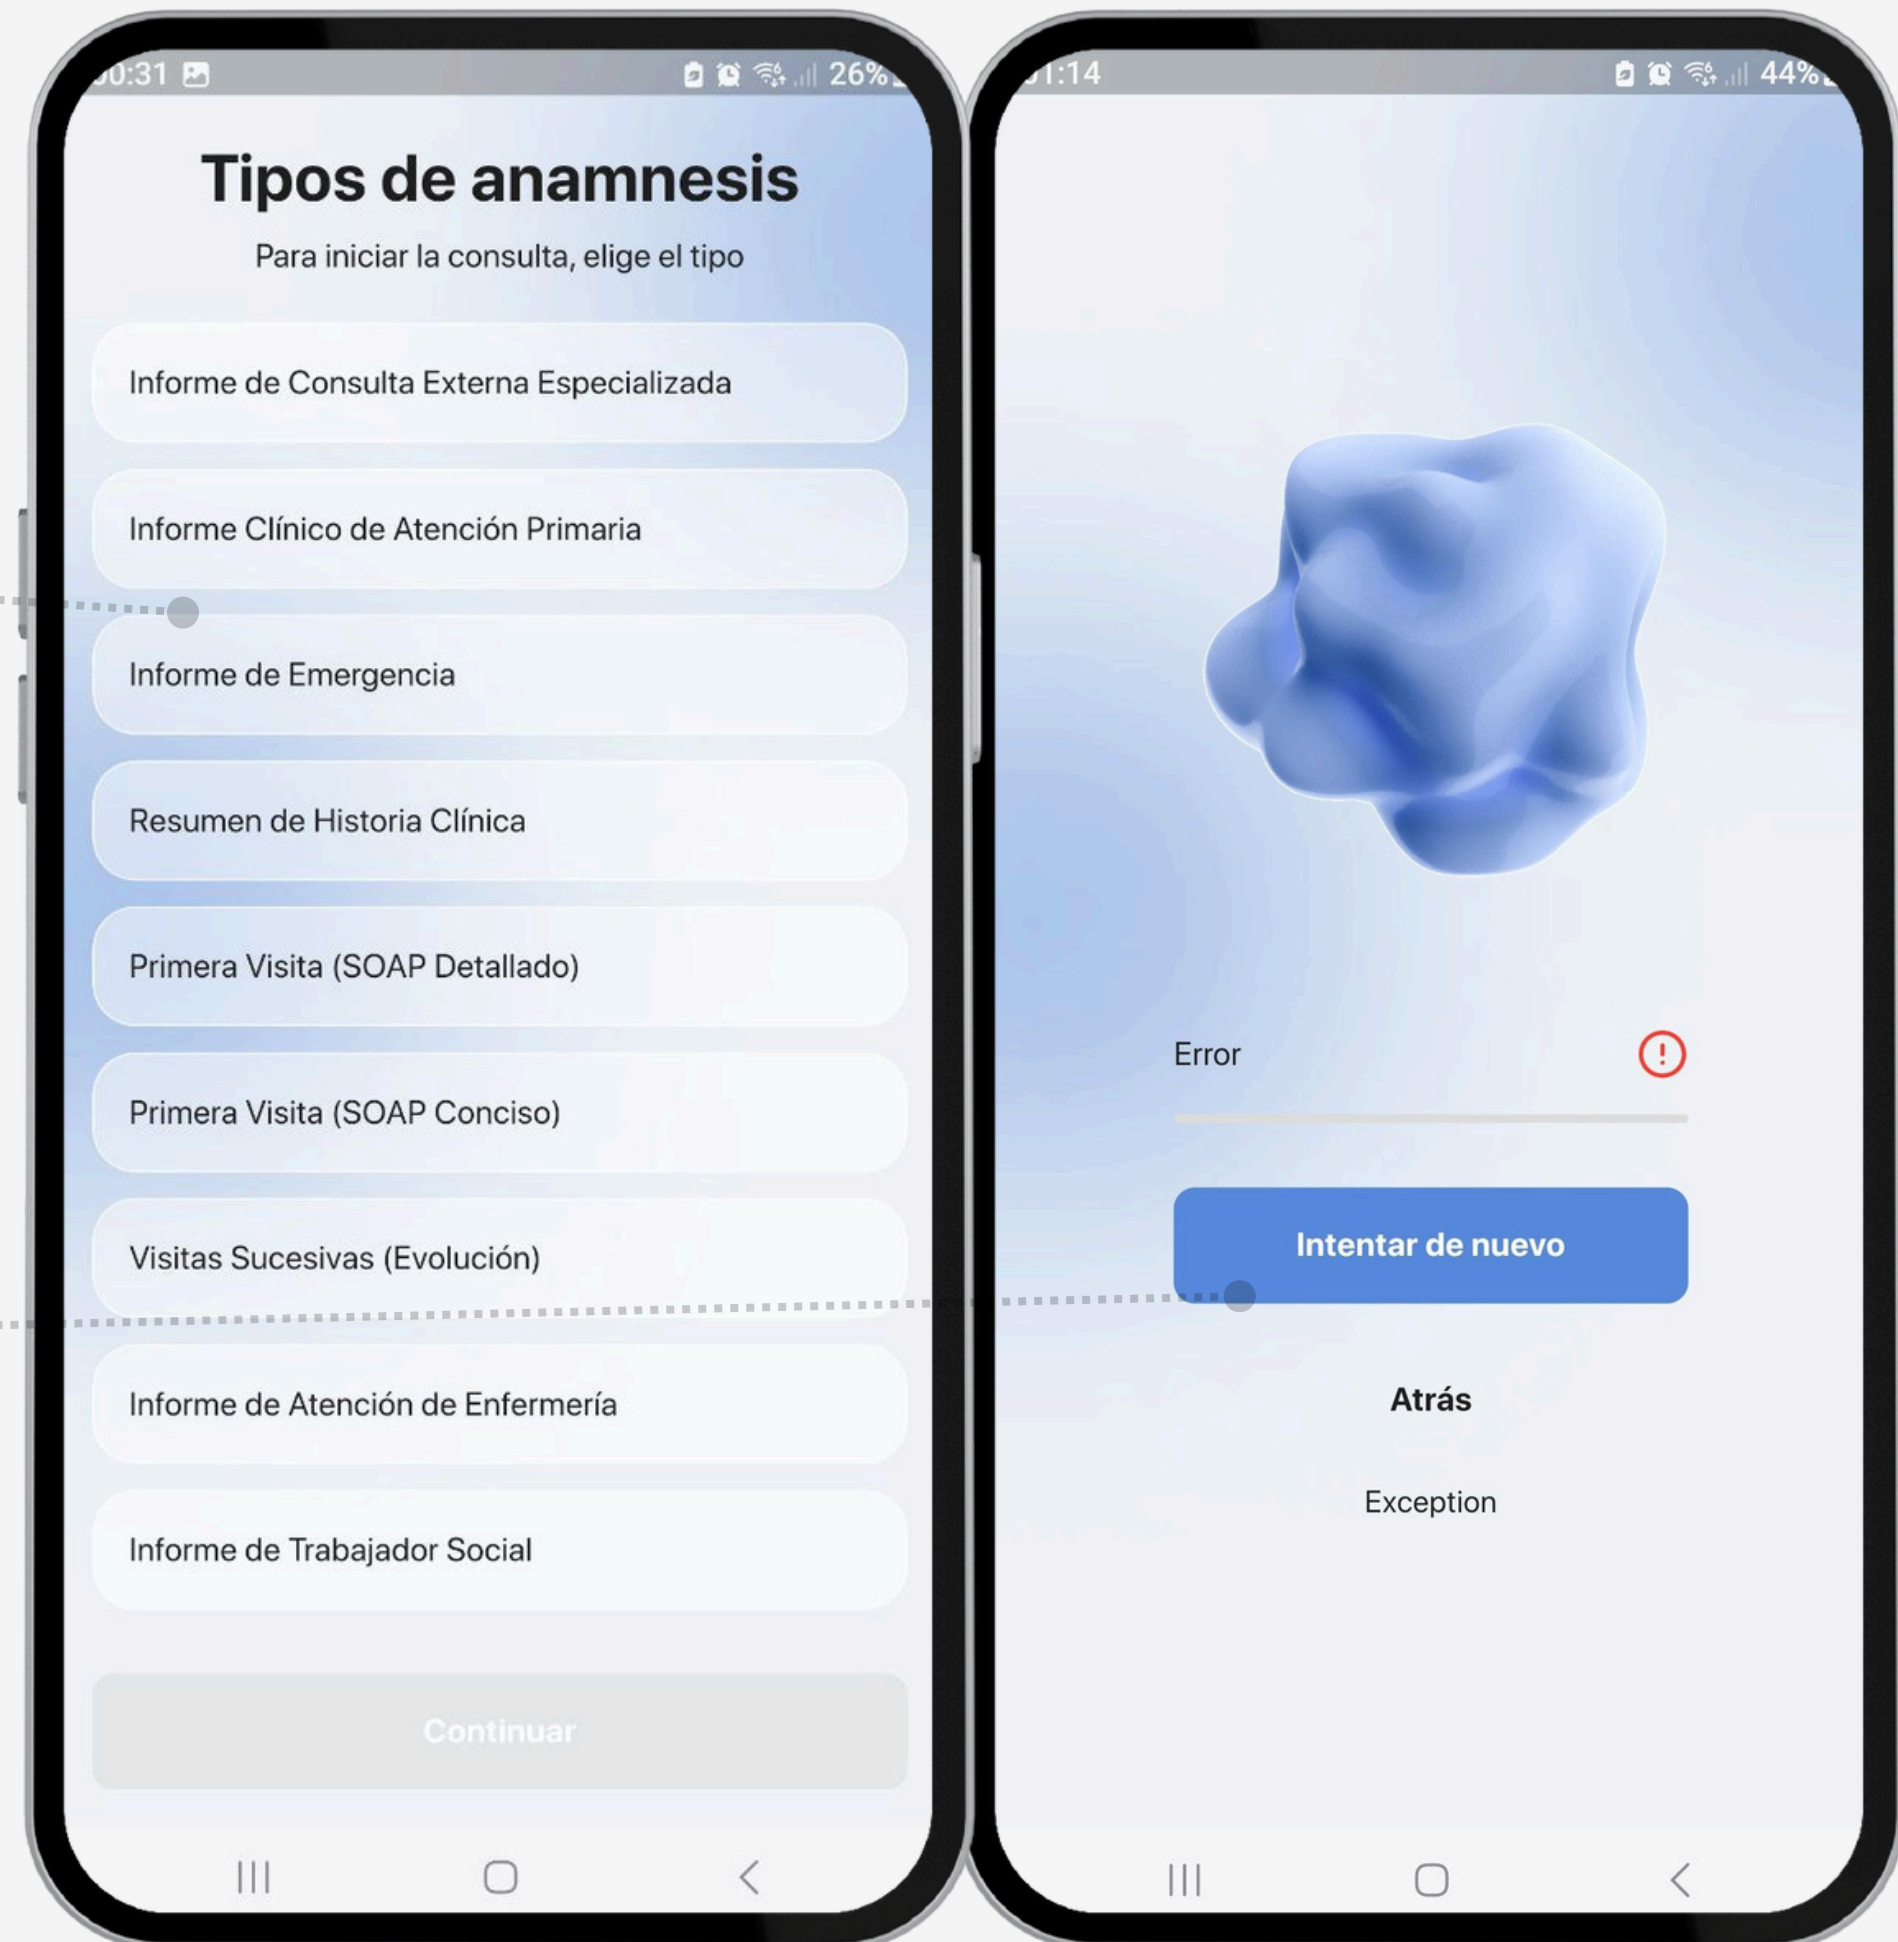 0:31
26%
Tipos de anamnesis
Para iniciar la consulta, elige el tipo
Informe de Consulta Externa Especializada
Informe Clínico de Atención Primaria
Informe de Emergencia
Resumen de Historia Clínica
Primera Visita (SOAP Detallado)
Primera Visita (SOAP Conciso)
Visitas Sucesivas (Evolución)
Informe de Atención de Enfermería
Informe de Trabajador Social
Continuar
1:14
44%
Error
Intentar de nuevo
Atrás
Exception